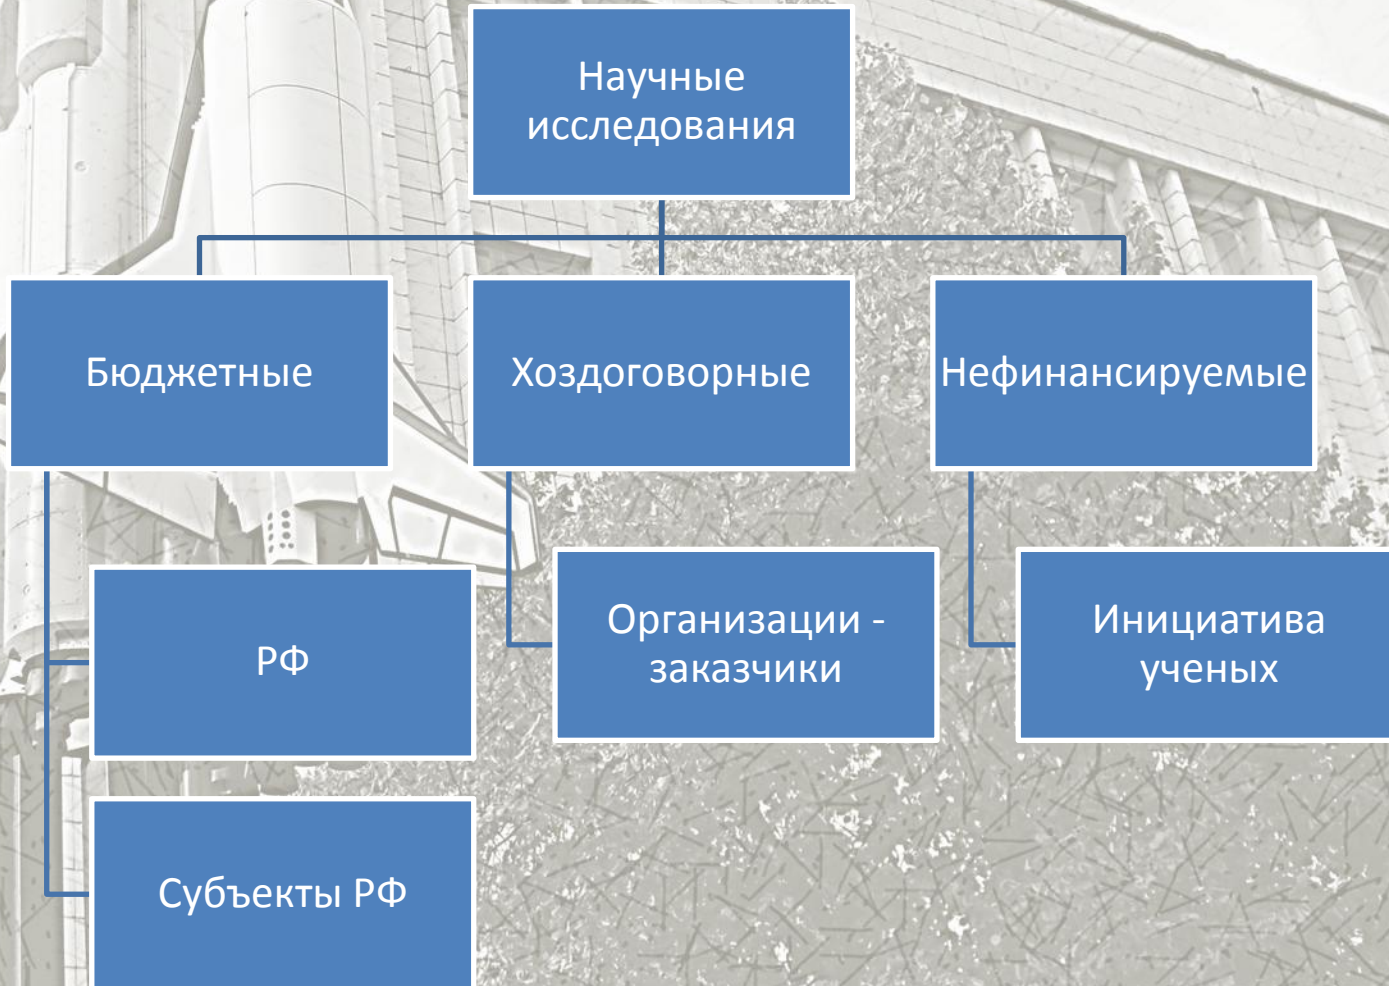 Научные
исследования
Бюджетные
Хоздоговорные
Нефинансируемые
РФ
Субъекты РФ
Организации -
заказчики
Инициатива
ученых